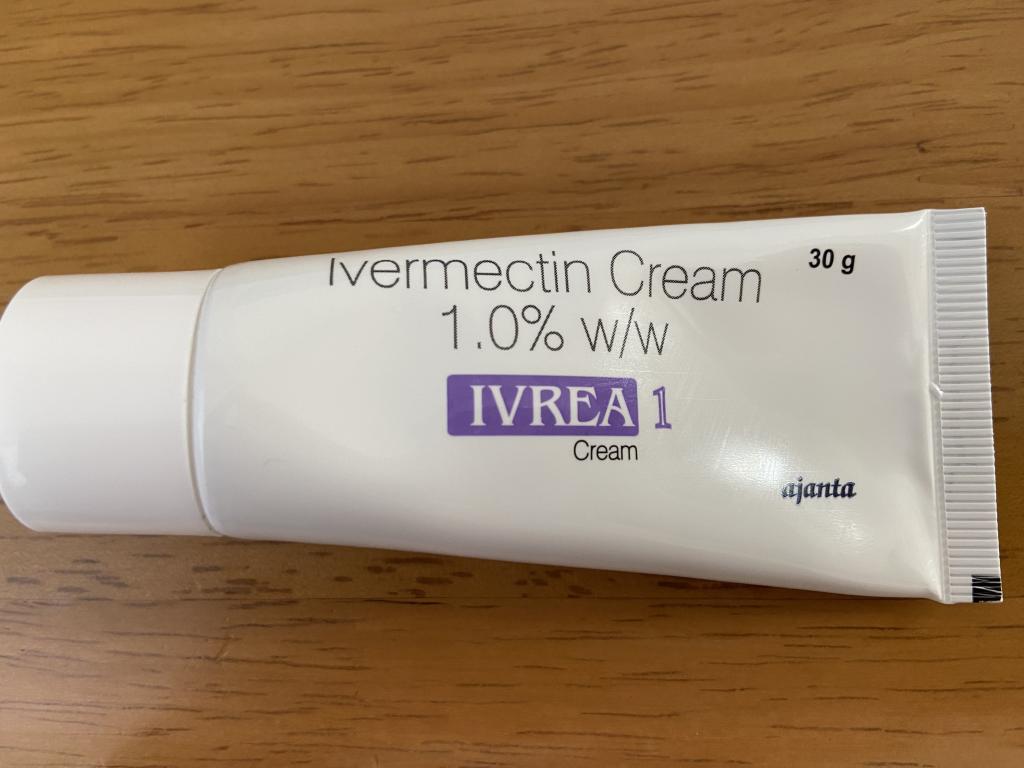 Ivermectin Cream
30 g
1.0% w/w
IVREA 1
Cream
ajanta